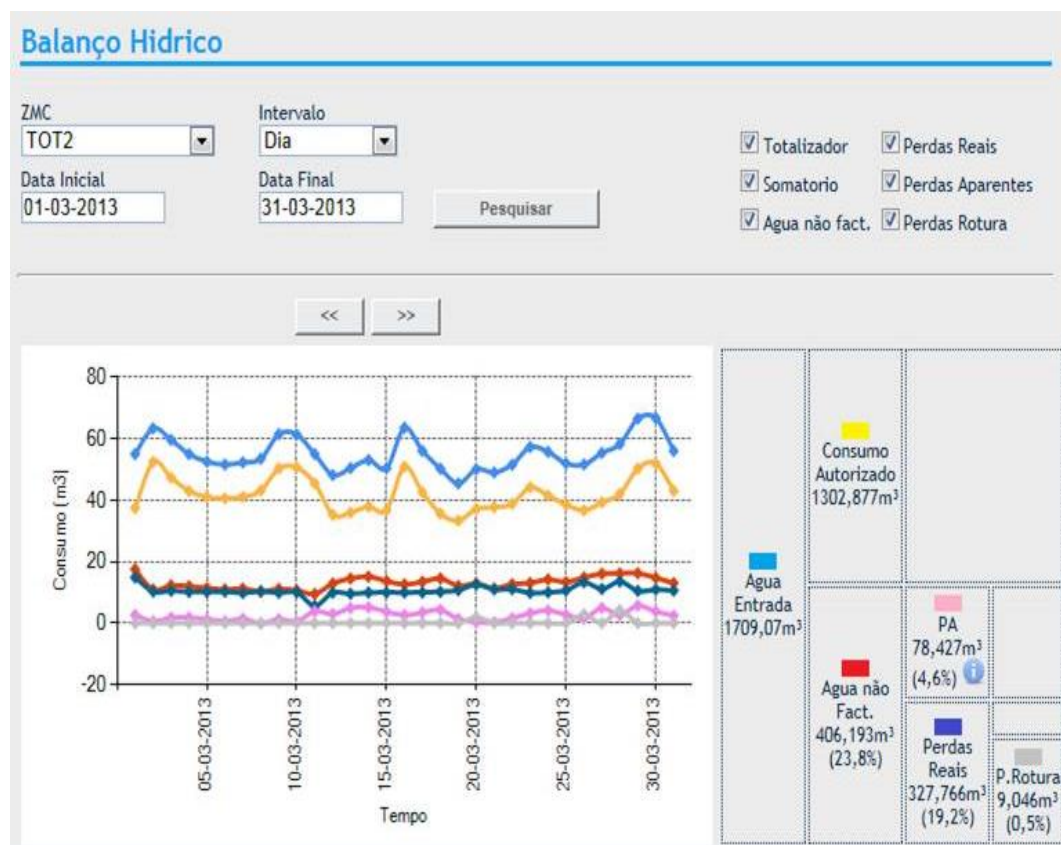 Balanço Hidrico
ZMC
Intervalo
TOT2
Dia
Data Inicial
Data Final
01-03-2013
31-03-2013
Pesquisar
Totalizador
Perdas Reais
Somatorio
Perdas Aparentes
Agua não fact.
Perdas Rotura
<<
>>
80
60
40
20
0
-20
Consumo (m3)
05-03-2013
10-03-2013
15-03-2013
20-03-2013
25-03-2013
30-03-2013
Tempo
Agua
Entrada
1709,07m³
Consumo
Autorizado
1302,877m³
Agua não
Fact.
406,193m³
(23,8%)
PA
78,427m³
(4,6%)
i
Perdas
Reais
327,766m³
(19,2%)
P.Rotura
9,046m³
(0,5%)